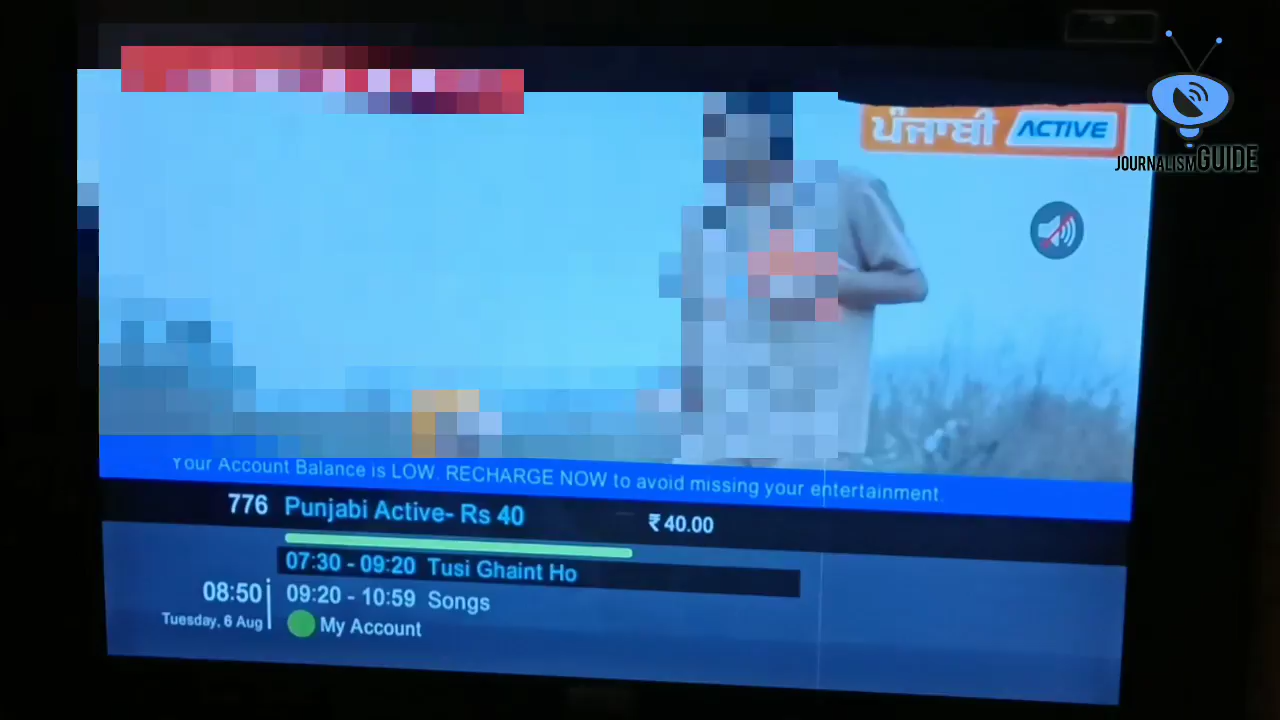 ਪੰਜਾਬੀ ACTIVE
JOURNALISMGUIDE
Your Account Balance is LOW. RECHARGE NOW to avoid missing your entertainment.
776 Punjabi Active- Rs 40 ₹40.00
07:30 - 09:20 Tusi Ghaint Ho
08:50 09:20 - 10:59 Songs
Tuesday, 6 Aug My Account